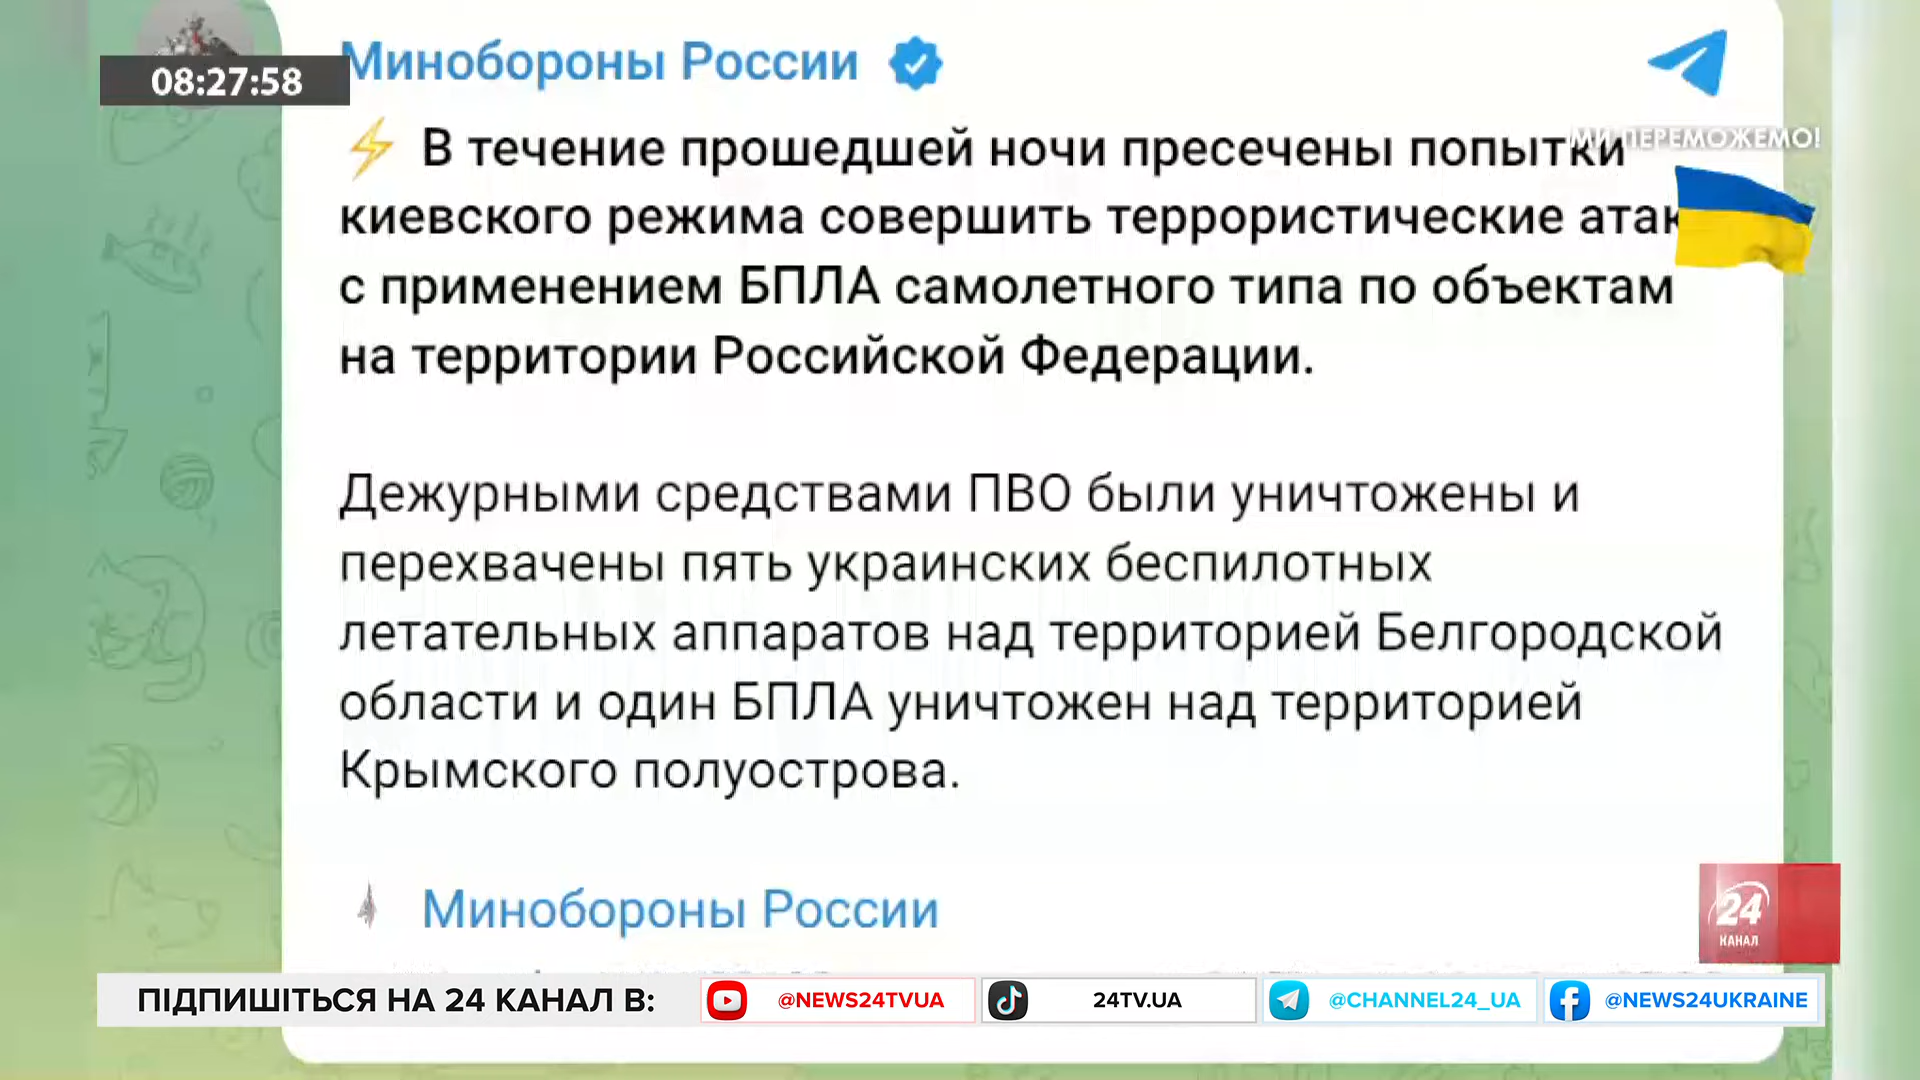 08:27:58
Минобороны России
⚡ В течение прошедшей ночи пресечены попытки
МИ ПЕРЕМОЖЕМО!
киевского режима совершить террористические
с применением БПЛА самолетного типа по объектам
на территории Российской Федерации.
Дежурными средствами ПВО были уничтожены и
перехвачены пять украинских беспилотных
летательных аппаратов над территорией Белгородской
области и один БПЛА уничтожен над территорией
Крымского полуострова.
Минобороны России
24
КАНАЛ
ПІДПИШІТЬСЯ НА 24 КАНАЛ В:
@NEWS24TVUA
24TV.UA
@CHANNEL24_UA
@NEWS24UKRAINE